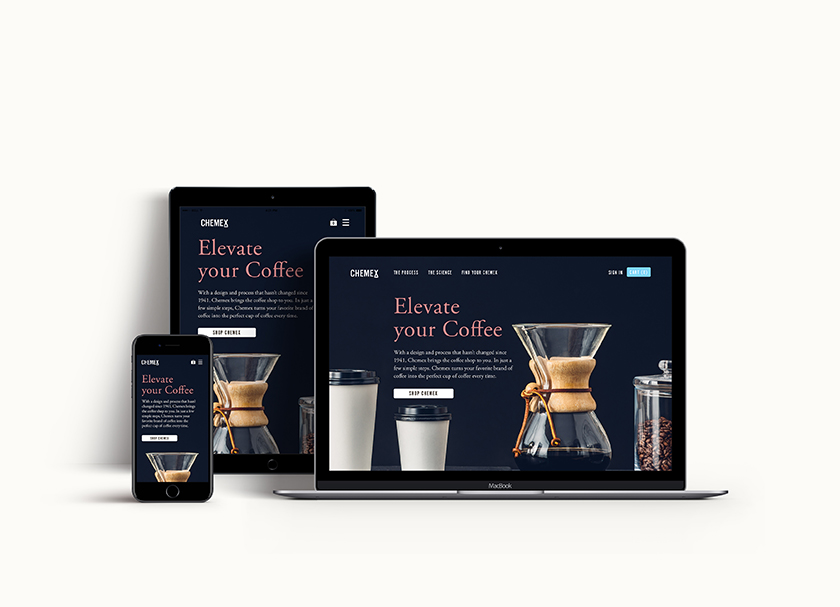 CHEMEX
Elevate
your Coffee
With a design and process that hasn't changed since
1941, Chemex brings the coffee shop to you. In just a
few simple steps, Chemex turns your favorite brand of
coffee into the perfect cup of coffee every time.
SHOP CHEMEX
CHEMEX THE PROCESS THE SCIENCE FIND YOUR CHEMEX SIGN IN CART
Elevate
your Coffee
With a design and process that hasn't changed since
1941, Chemex brings the coffee shop to you. In just a
few simple steps, Chemex turns your favorite brand of
coffee into the perfect cup of coffee every time.
SHOP CHEMEX
MacBook
CHEMEX
Elevate
your Coffee
With a design and process that hasn't
changed since 1941, Chemex brings
the coffee shop to you. In just a few
simple steps, Chemex turns your
favorite brand of coffee into the
perfect cup of coffee every time.
SHOP CHEMEX